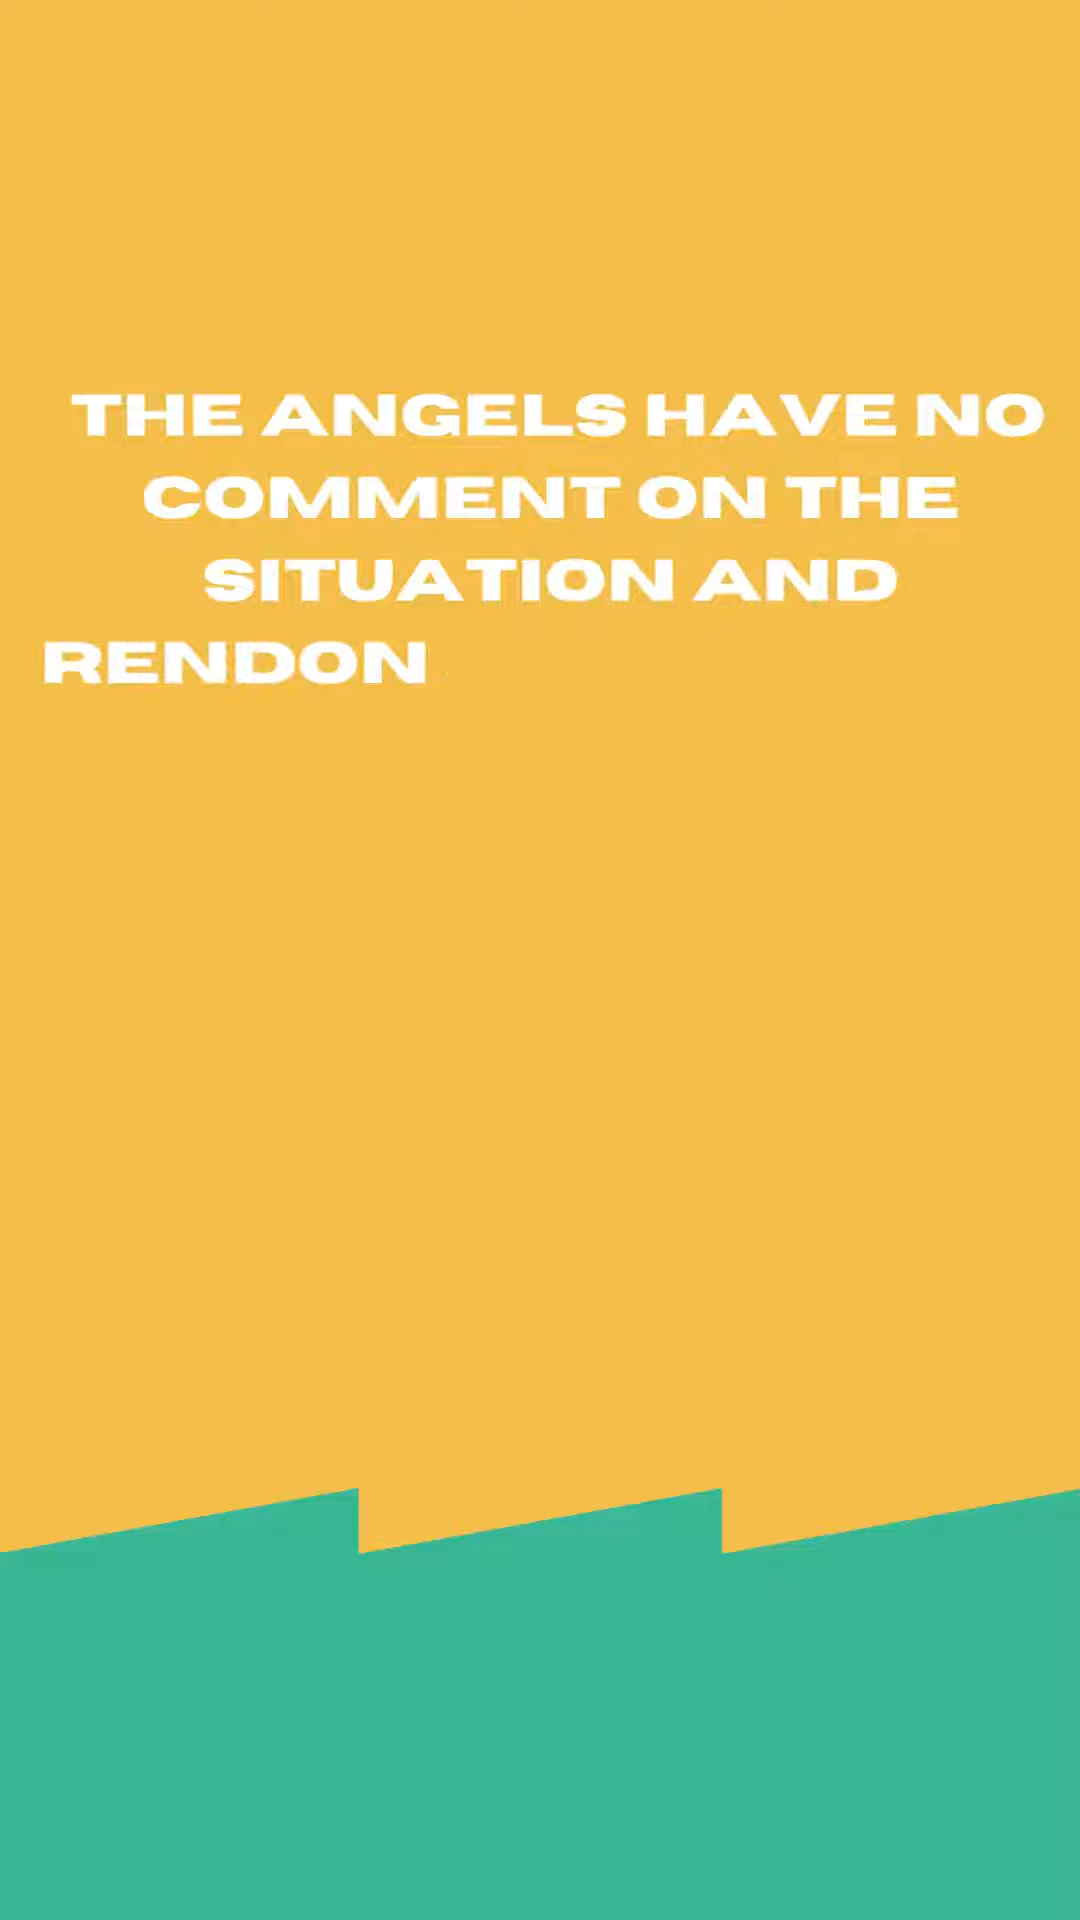 THE ANGELS HAVE NO
COMMENT ON THE
SITUATION AND
RENDON